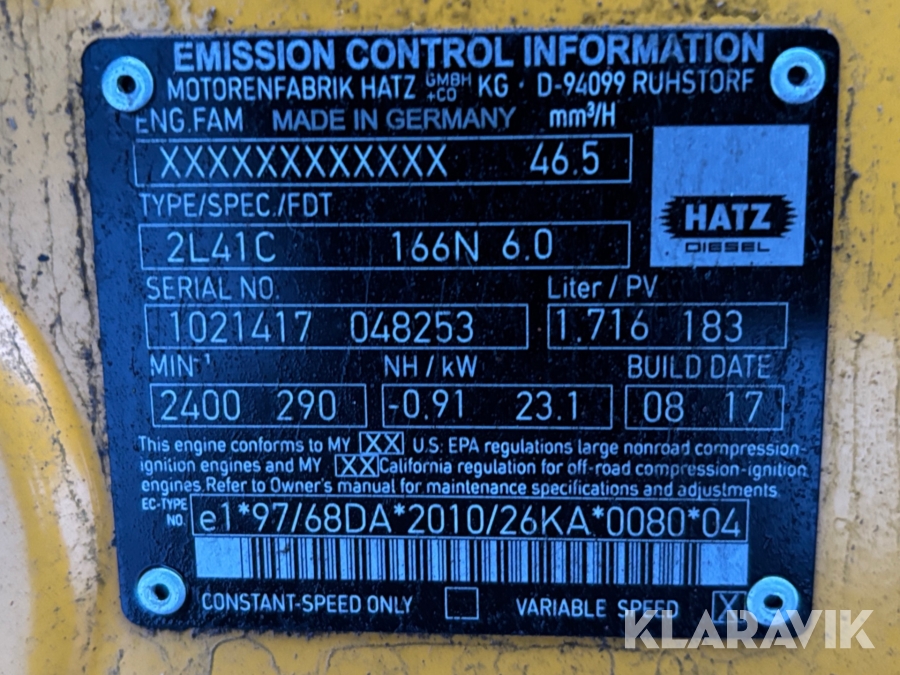 EMISSION CONTROL INFORMATION
MOTORENFABRIK HATZ GMBH +CO KG · D-94099 RUHSTORF
ENG.FAM MADE IN GERMANY mm³/H
XXXXXXXXXXXX 46.5
HATZ
DIESEL
TYPE/SPEC./FDT
2L41C 166N 6.0
SERIAL NO. Liter / PV
1021417 048253 1.716 183
MIN-¹ NH / kW BUILD DATE
2400 290 -0.91 23.1 08 17
This engine conforms to MY XX U.S. EPA regulations large nonroad compression-
ignition engines and MY XX California regulation for off-road compression-ignition
engines. Refer to Owner's manual for maintenance specifications and adjustments
EC-TYPE NO. e1*97/68DA*2010/26KA*0080*04
CONSTANT-SPEED ONLY VARIABLE SPEED X
KLARAVIK